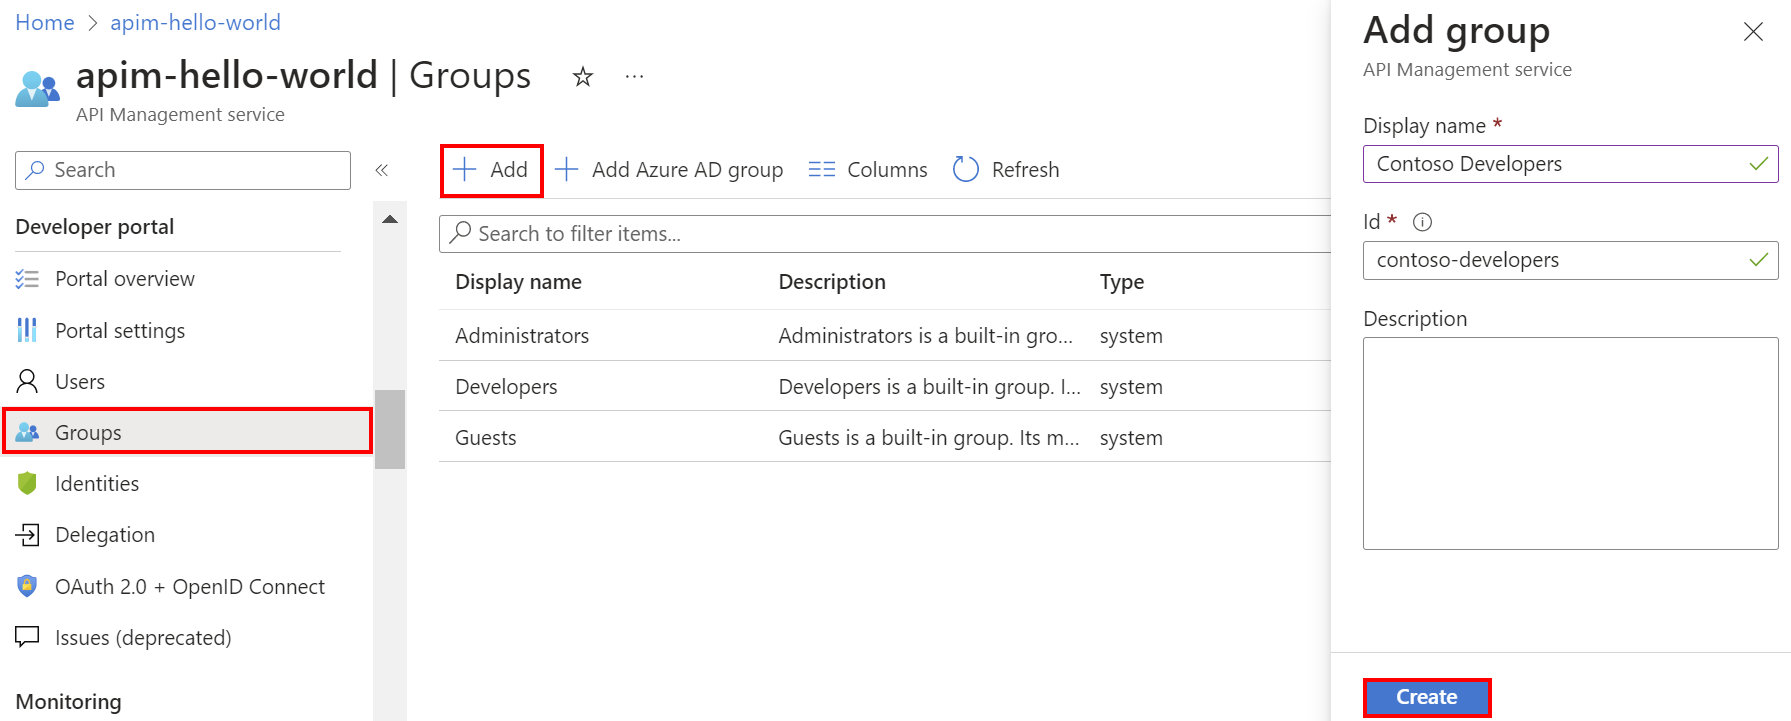 Home > apim-hello-world
apim-hello-world | Groups ...
API Management service
Search «
Developer portal
Portal overview
Portal settings
Users
Groups
Identities
Delegation
OAuth 2.0 + OpenID Connect
Issues (deprecated)
Monitoring
+ Add + Add Azure AD group Columns Refresh
Search to filter items...
Display name Description Type
Administrators Administrators is a built-in gro... system
Developers Developers is a built-in group. I... system
Guests Guests is a built-in group. Its m... system
Add group
API Management service
Display name *
Contoso Developers
Id *
contoso-developers
Description
Create